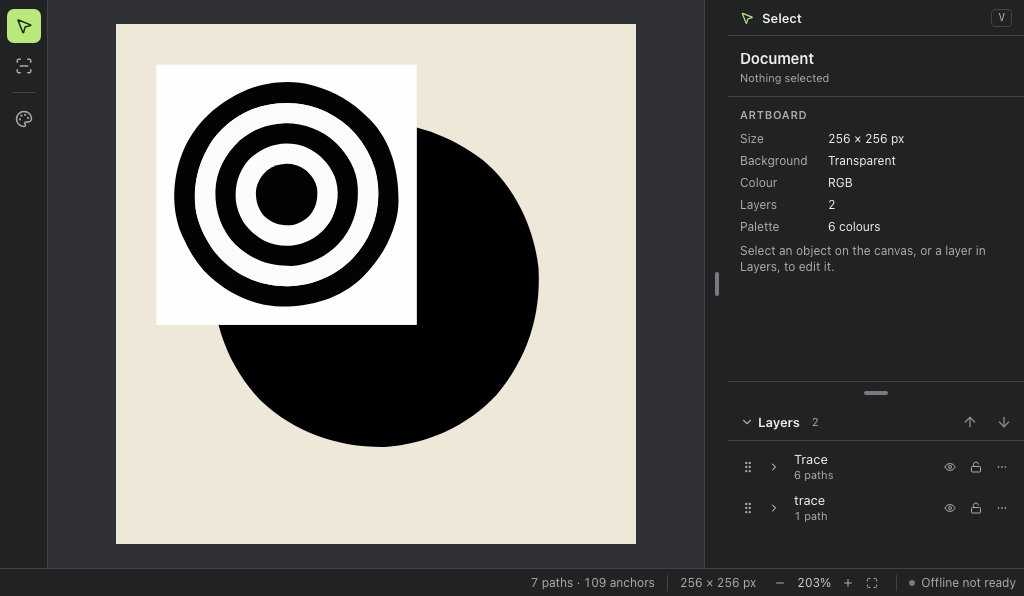 Select V
Document
Nothing selected
ARTBOARD
Size 256 × 256 px
Background Transparent
Colour RGB
Layers 2
Palette 6 colours
Select an object on the canvas, or a layer in
Layers, to edit it.
Layers 2
Trace
6 paths
trace
1 path
7 paths · 109 anchors 256 × 256 px 203% Offline not ready